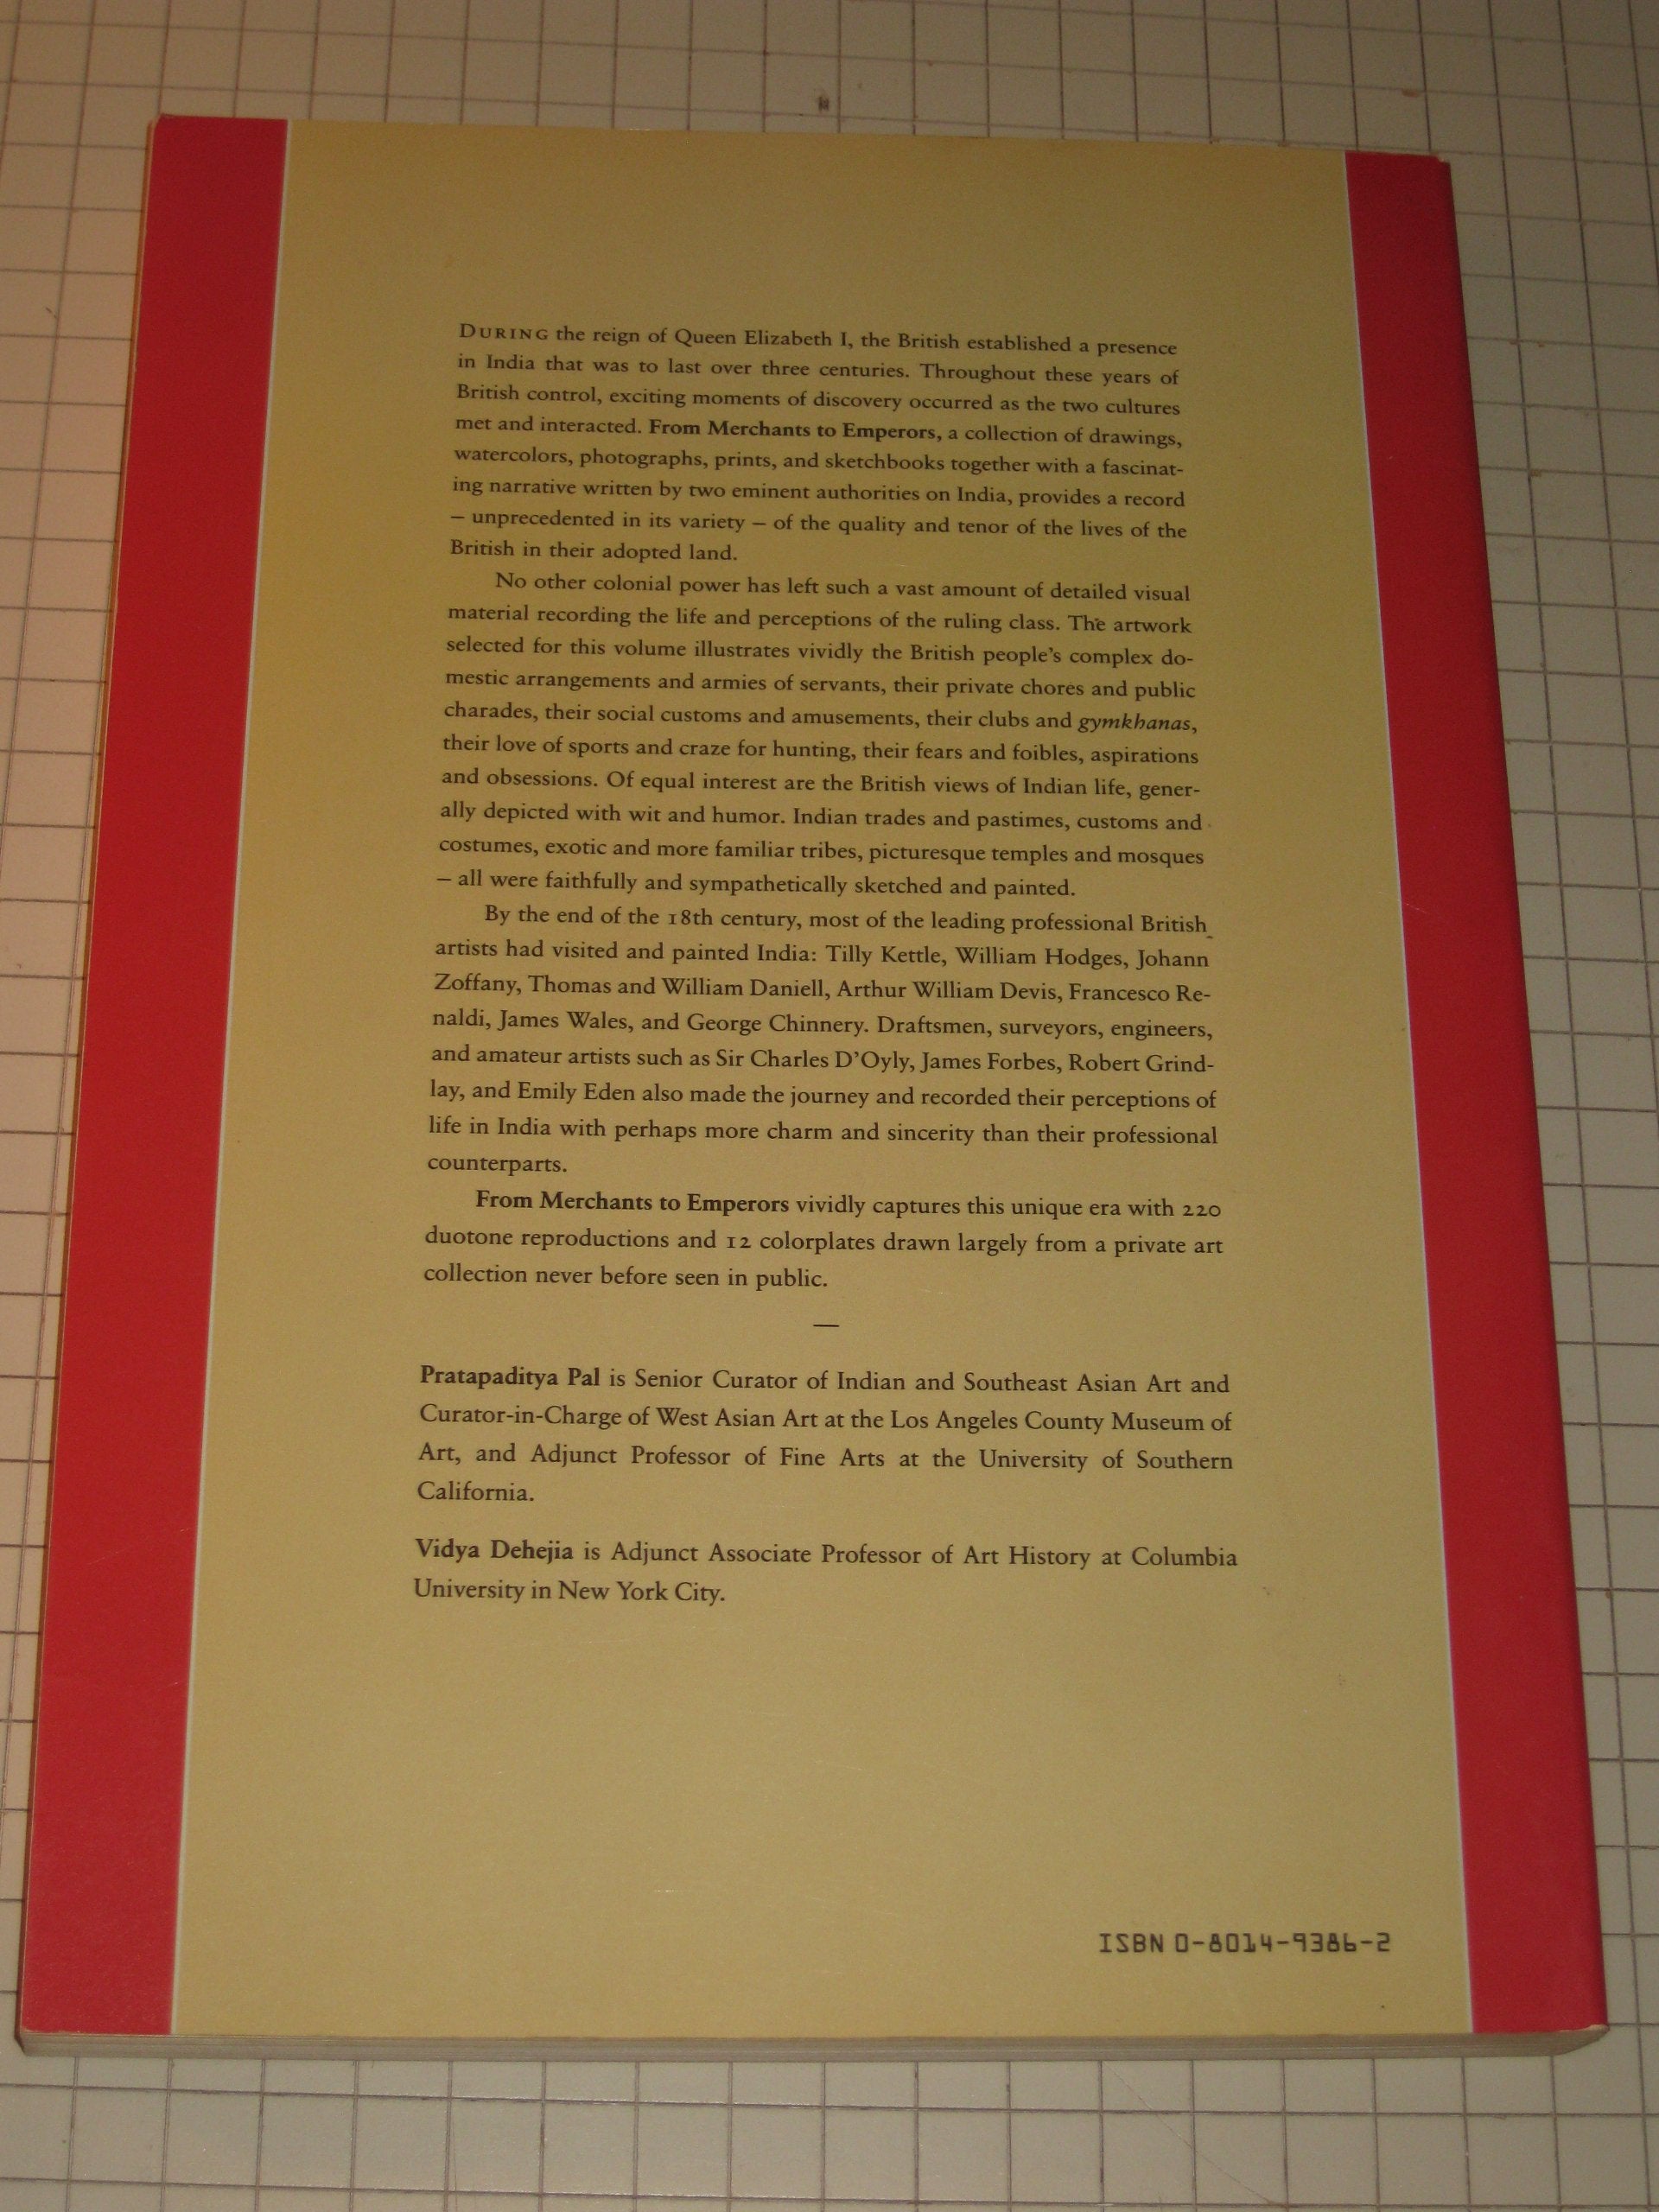 DURING the reign of Queen Elizabeth I, the British established a presence
in India that was to last over three centuries. Throughout these years of
British control, exciting moments of discovery occurred as the two cultures
met and interacted. From Merchants to Emperors, a collection of drawings,
watercolors, photographs, prints, and sketchbooks together with a fascinat-
ing narrative written by two eminent authorities on India, provides a record
– unprecedented in its variety – of the quality and tenor of the lives of the
British in their adopted land.
No other colonial power has left such a vast amount of detailed visual
material recording the life and perceptions of the ruling class. The artwork
selected for this volume illustrates vividly the British people's complex do-
mestic arrangements and armies of servants, their private chores and public
charades, their social customs and amusements, their clubs and gymkhanas,
their love of sports and craze for hunting, their fears and foibles, aspirations
and obsessions. Of equal interest are the British views of Indian life, gener-
ally depicted with wit and humor. Indian trades and pastimes, customs and
costumes, exotic and more familiar tribes, picturesque temples and mosques
– all were faithfully and sympathetically sketched and painted.
By the end of the 18th century, most of the leading professional British
artists had visited and painted India: Tilly Kettle, William Hodges, Johann
Zoffany, Thomas and William Daniell, Arthur William Devis, Francesco Re-
naldi, James Wales, and George Chinnery. Draftsmen, surveyors, engineers,
and amateur artists such as Sir Charles D'Oyly, James Forbes, Robert Grind-
lay, and Emily Eden also made the journey and recorded their perceptions of
life in India with perhaps more charm and sincerity than their professional
counterparts.
From Merchants to Emperors vividly captures this unique era with 220
duotone reproductions and 12 colorplates drawn largely from a private art
collection never before seen in public.
—
Pratapaditya Pal is Senior Curator of Indian and Southeast Asian Art and
Curator-in-Charge of West Asian Art at the Los Angeles County Museum of
Art, and Adjunct Professor of Fine Arts at the University of Southern
California.
Vidya Dehejia is Adjunct Associate Professor of Art History at Columbia
University in New York City.
ISBN 0-8014-9386-2